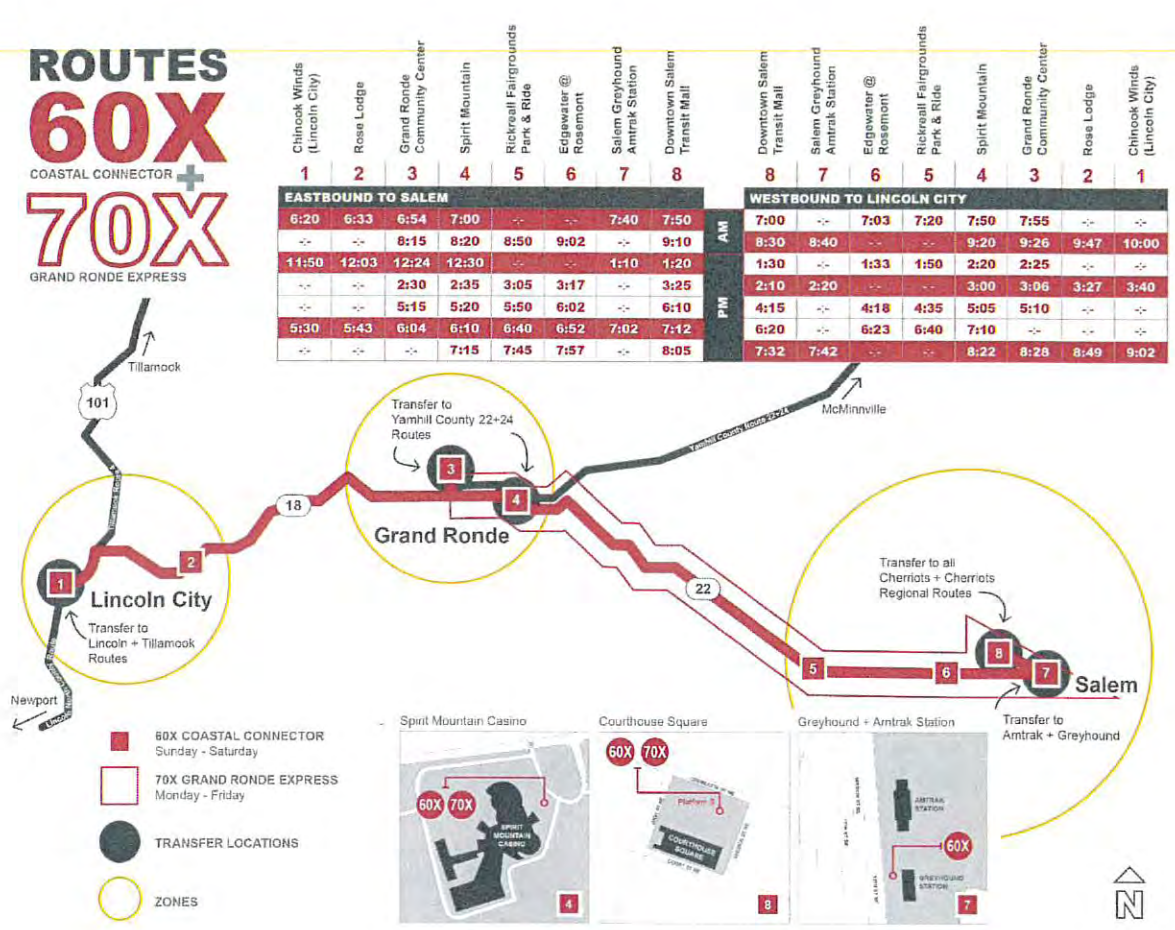 ROUTES
60X
COASTAL CONNECTOR +
70X
GRAND RONDE EXPRESS
Chinook Winds (Lincoln City)
Rose Lodge
Grand Ronde Community Center
Spirit Mountain
Rickreall Fairgrounds Park & Ride
Edgewater @ Rosemont
Salem Greyhound Amtrak Station
Downtown Salem Transit Mall
1 2 3 4 5 6 7 8
EASTBOUND TO SALEM
AM
6:20 6:33 6:54 7:00 -:- -:- 7:40 7:50
-:- -:- 8:15 8:20 8:50 9:02 -:- 9:10
PM
11:50 12:03 12:24 12:30 -:- -:- 1:10 1:20
-:- -:- 2:30 2:35 3:05 3:17 -:- 3:25
-:- -:- 5:15 5:20 5:50 6:02 -:- 6:10
5:30 5:43 6:04 6:10 6:40 6:52 7:02 7:12
-:- -:- -:- 7:15 7:45 7:57 -:- 8:05
Downtown Salem Transit Mall
Salem Greyhound Amtrak Station
Edgewater @ Rosemont
Rickreall Fairgrounds Park & Ride
Spirit Mountain
Grand Ronde Community Center
Rose Lodge
Chinook Winds (Lincoln City)
8 7 6 5 4 3 2 1
WESTBOUND TO LINCOLN CITY
7:00 -:- 7:03 7:20 7:50 7:55 -:- -:-
8:30 8:40 -:- -:- 9:20 9:26 9:47 10:00
1:30 -:- 1:33 1:50 2:20 2:25 -:- -:-
2:10 2:20 -:- -:- 3:00 3:06 3:27 3:40
4:15 -:- 4:18 4:35 5:05 5:10 -:- -:-
6:20 -:- 6:23 6:40 7:10 -:- -:- -:-
7:32 7:42 -:- -:- 8:22 8:28 8:49 9:02
Tillamook
101
Transfer to
Yamhill County 22+24
Routes
McMinnville
Yamhill County Route 22+24
3
4
18
Grand Ronde
22
1
2
Lincoln City
Transfer to
Lincoln + Tillamook
Routes
Newport
Transfer to all
Cherriots + Cherriots
Regional Routes
5
6
8
7
Salem
Transfer to
Amtrak + Greyhound
60X COASTAL CONNECTOR
Sunday - Saturday
70X GRAND RONDE EXPRESS
Monday - Friday
TRANSFER LOCATIONS
ZONES
Spirit Mountain Casino
60X 70X
SPIRIT
MOUNTAIN
CASINO
4
Courthouse Square
60X 70X
COURTHOUSE
SQUARE
COURT ST NE
8
Greyhound + Amtrak Station
AMTRAK
STATION
60X
GREYHOUND
STATION
7
N